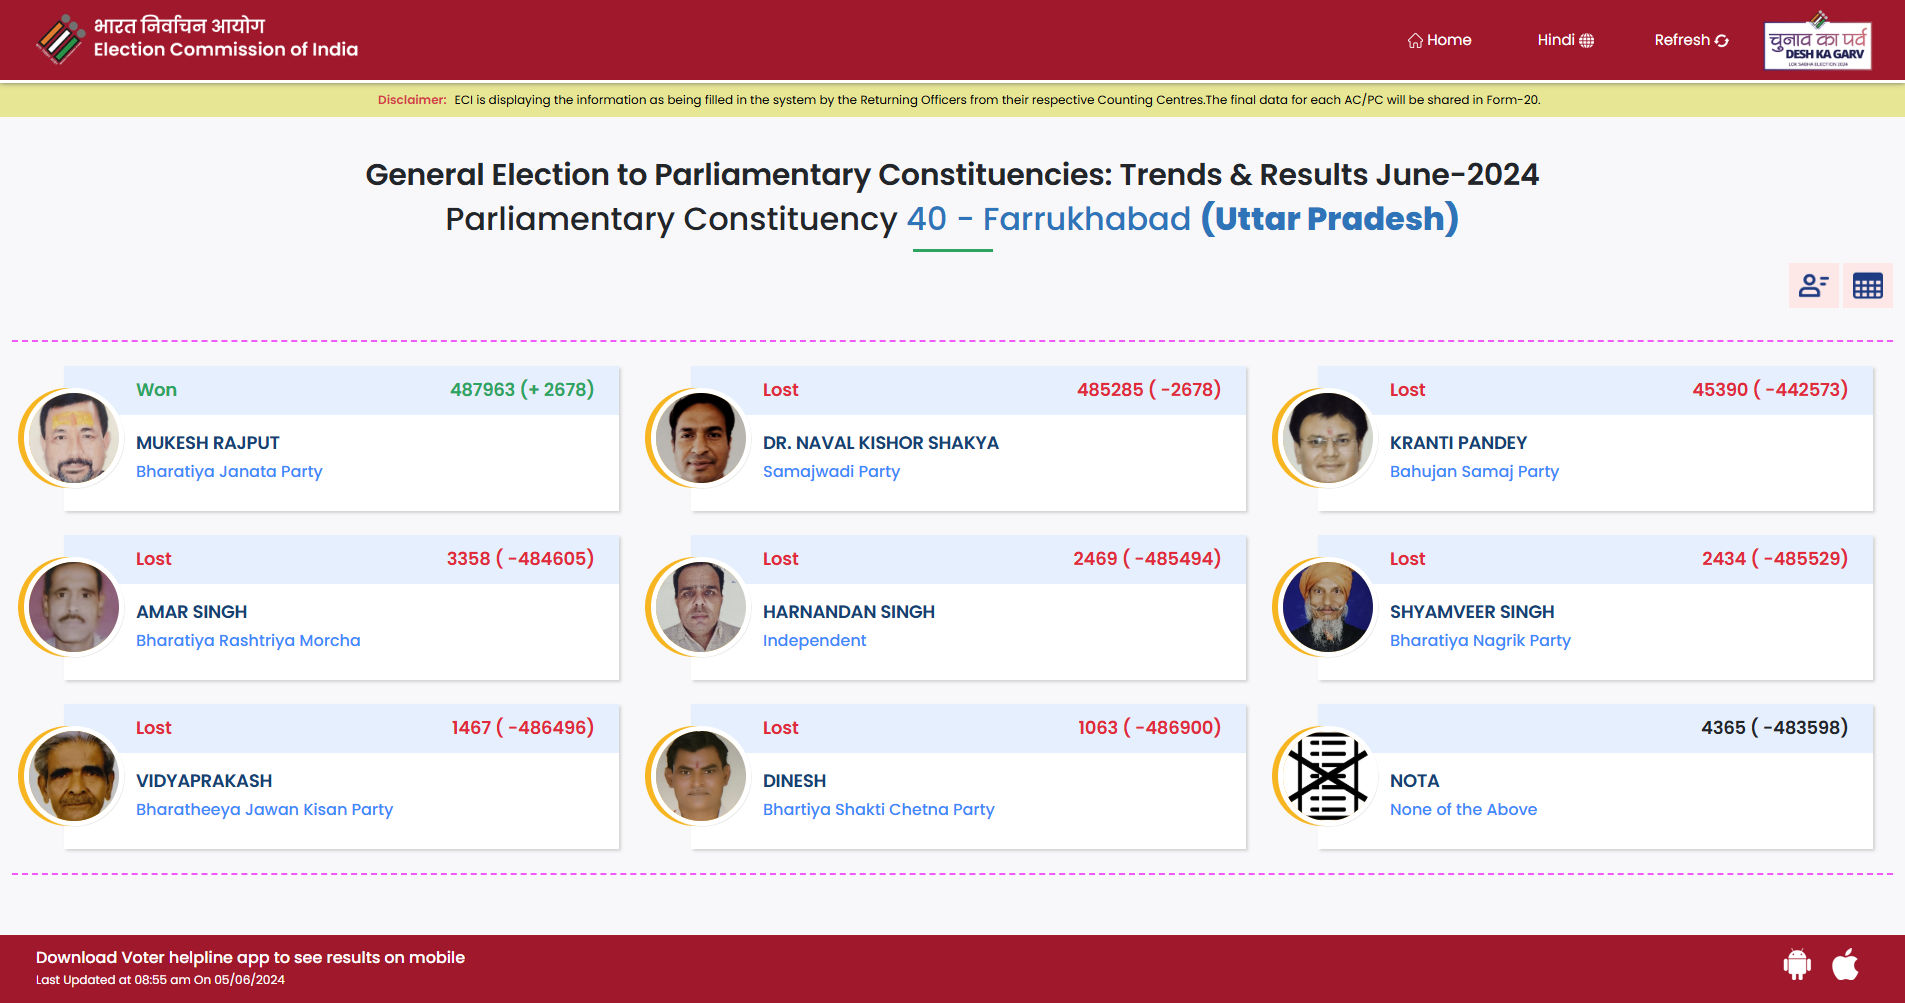 भारत निर्वाचन आयोग
Election Commission of India
Home
Hindi
Refresh
चुनाव का पर्व
DESH KA GARV
LOK SABHA ELECTION 2024
Disclaimer: ECI is displaying the information as being filled in the system by the Returning Officers from their respective Counting Centres.The final data for each AC/PC will be shared in Form-20.
General Election to Parliamentary Constituencies: Trends & Results June-2024
Parliamentary Constituency 40 - Farrukhabad (Uttar Pradesh)
Won 487963 (+ 2678)
MUKESH RAJPUT
Bharatiya Janata Party
Lost 485285 ( -2678)
DR. NAVAL KISHOR SHAKYA
Samajwadi Party
Lost 45390 ( -442573)
KRANTI PANDEY
Bahujan Samaj Party
Lost 3358 ( -484605)
AMAR SINGH
Bharatiya Rashtriya Morcha
Lost 2469 ( -485494)
HARNANDAN SINGH
Independent
Lost 2434 ( -485529)
SHYAMVEER SINGH
Bharatiya Nagrik Party
Lost 1467 ( -486496)
VIDYAPRAKASH
Bharatheeya Jawan Kisan Party
Lost 1063 ( -486900)
DINESH
Bhartiya Shakti Chetna Party
4365 ( -483598)
NOTA
None of the Above
Download Voter helpline app to see results on mobile
Last Updated at 08:55 am On 05/06/2024